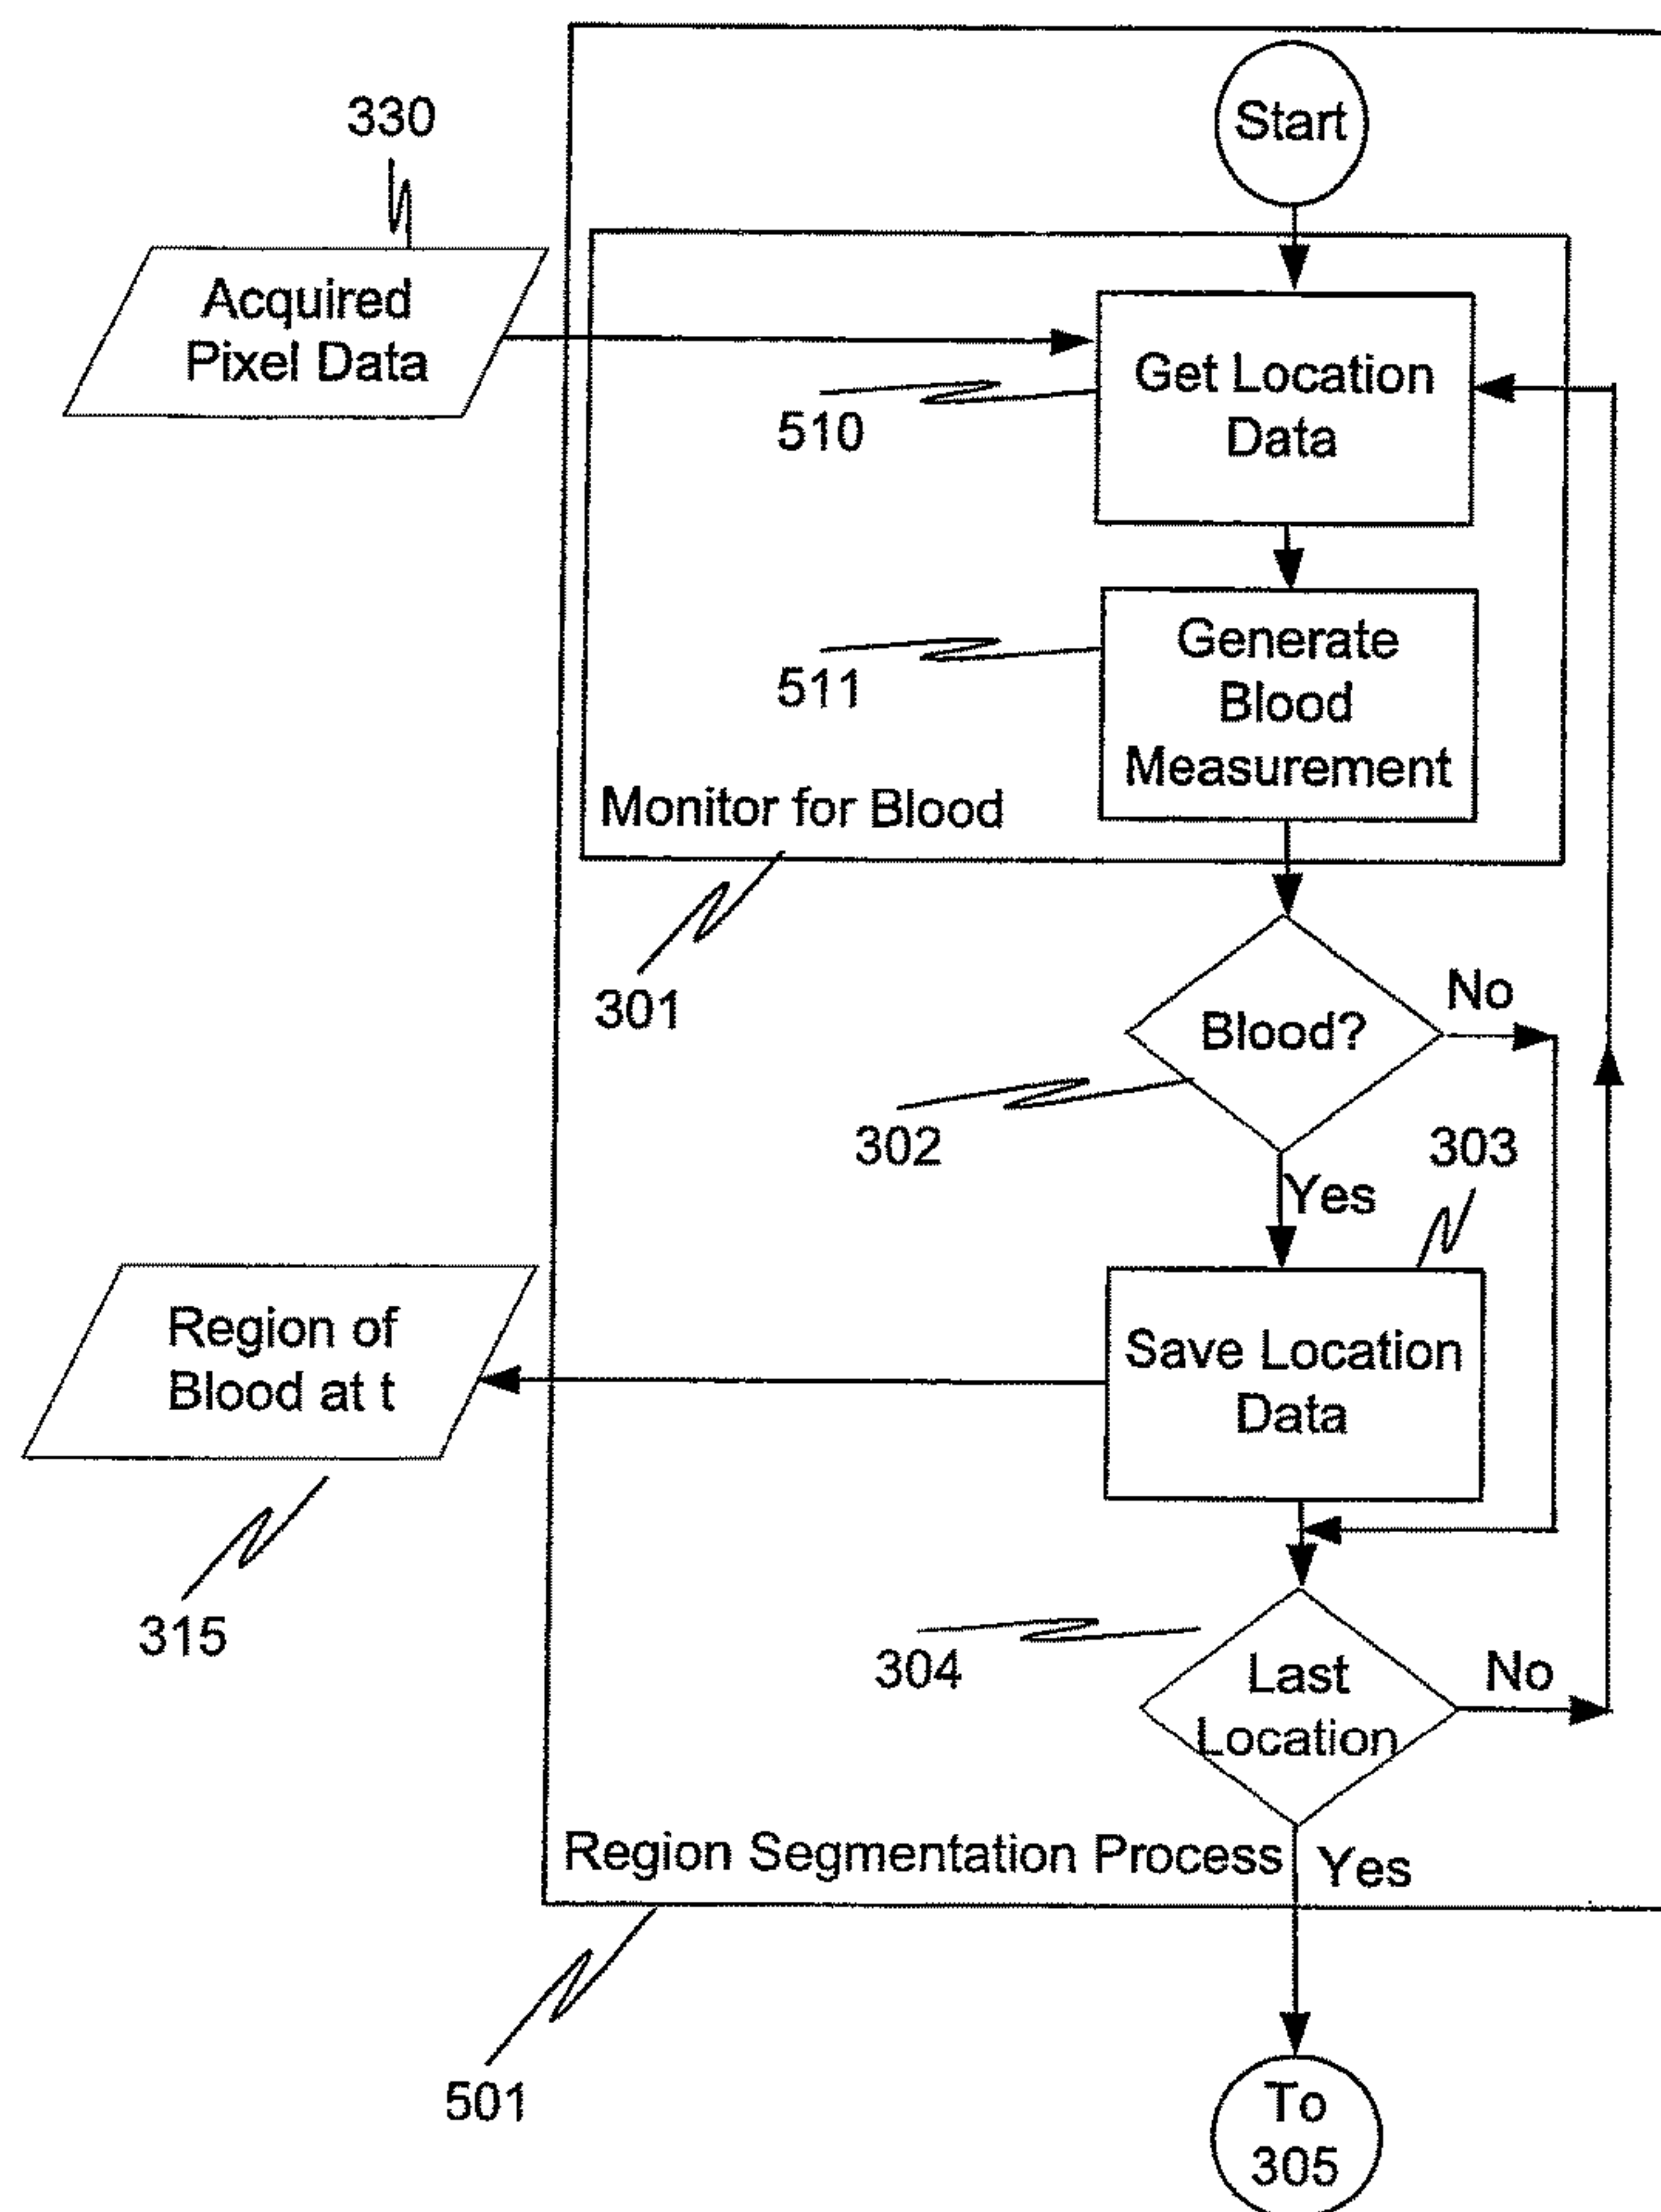 Start
330
Acquired
Pixel Data
Get Location
Data
510
Generate
Blood
Measurement
511
Monitor for Blood
301
Blood?
No
302
303
Yes
Save Location
Data
Region of
Blood at t
315
304
Last
Location
No
Region Segmentation Process
Yes
501
To
305